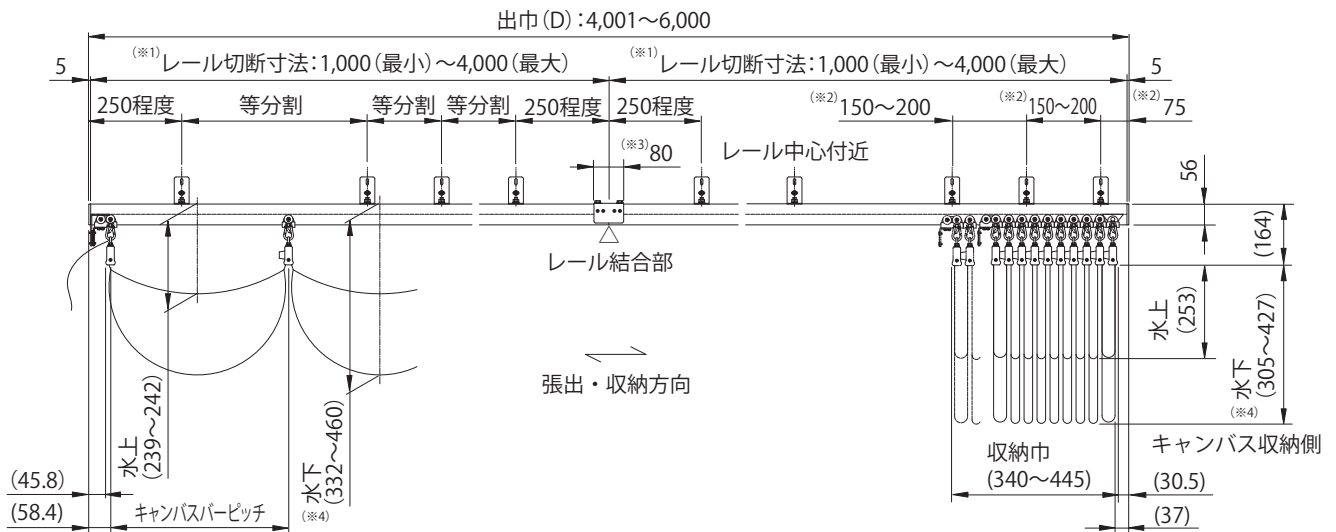 出巾(D):4,001～6,000
(※1)レール切断寸法:1,000(最小)～4,000(最大)
(※1)レール切断寸法:1,000(最小)～4,000(最大)
5
5
250程度
等分割
等分割
等分割
250程度
250程度
(※2)150～200
(※2)150～200
(※2)75
(※3)80
レール中心付近
56
(164)
レール結合部
水上
(253)
水下
(305～427)
(※4)
張出・収納方向
水上
(239～242)
水下
(332～460)
(※4)
収納巾
(340～445)
キャンバス収納側
(45.8)
(30.5)
(58.4)
キャンバスバーピッチ
(37)